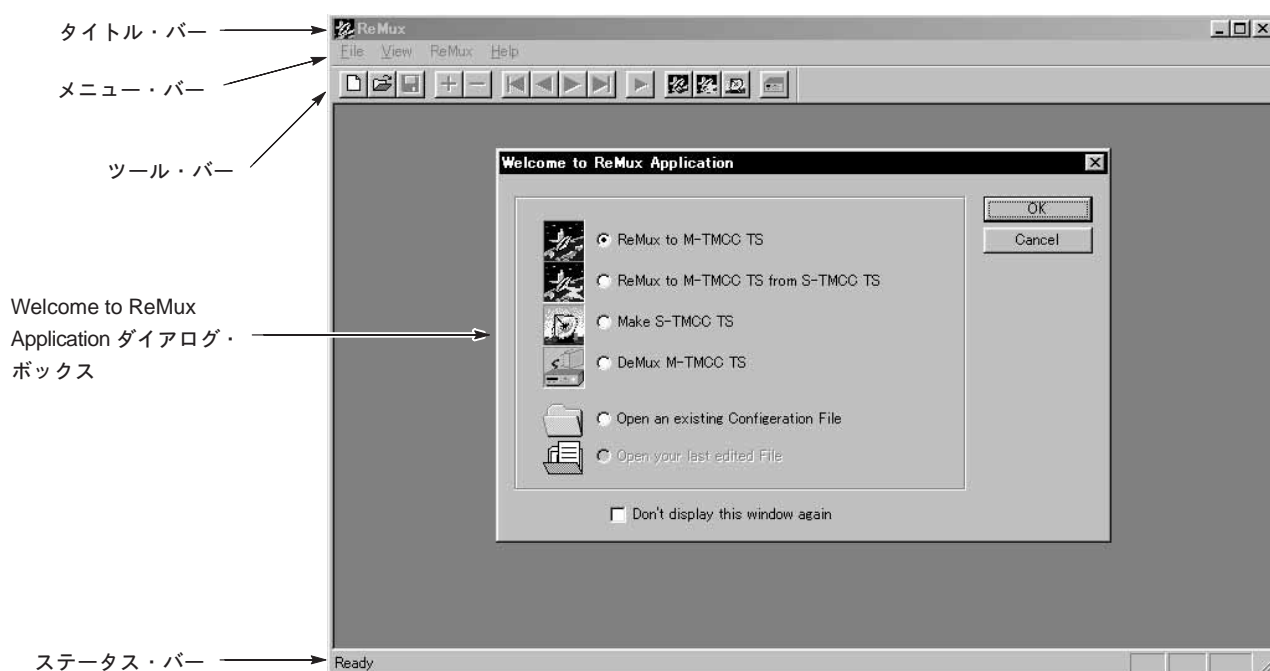 タイトル・バー
ReMux
File View ReMux Help
メニュー・バー
ツール・バー
Welcome to ReMux Application
OK
Cancel
ReMux to M-TMCC TS
ReMux to M-TMCC TS from S-TMCC TS
Make S-TMCC TS
DeMux M-TMCC TS
Open an existing Configeration File
Open your last edited File
Don't display this window again
Welcome to ReMux
Application ダイアログ・
ボックス
ステータス・バー
Ready